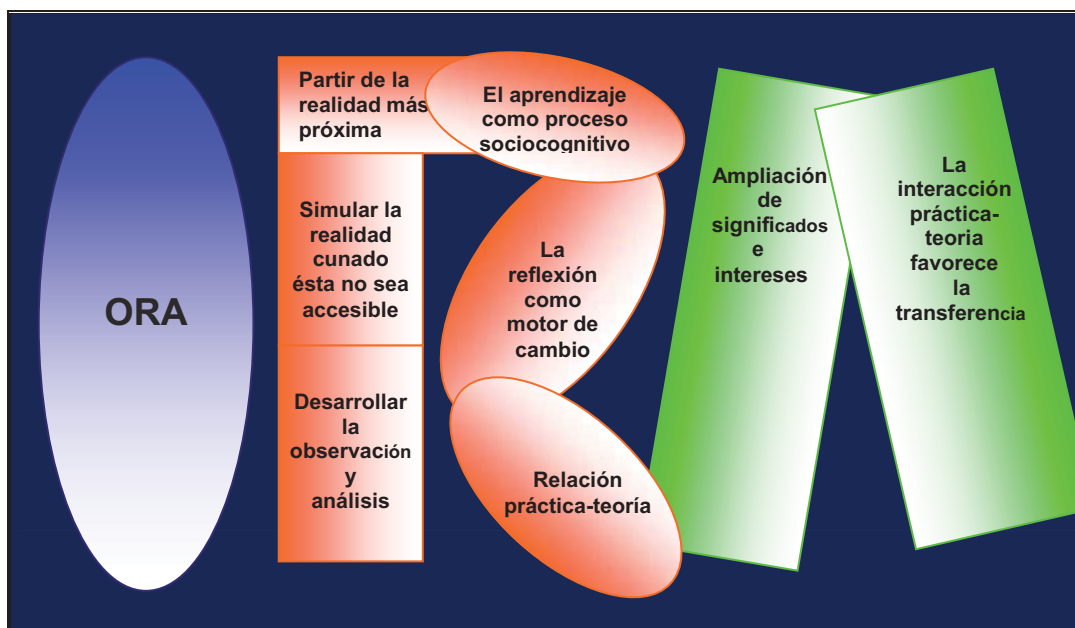 ORA
Partir de la
realidad más
próxima
Simular la
realidad
cunado
ésta no sea
accesible
Desarrollar
la
observación
y
análisis
El aprendizaje
como proceso
sociocognitivo
La
reflexión
como
motor de
cambio
Relación
práctica-teoría
Ampliación
de
significados
e
intereses
La
interacción
práctica-
teoria
favorece
la
transferencia